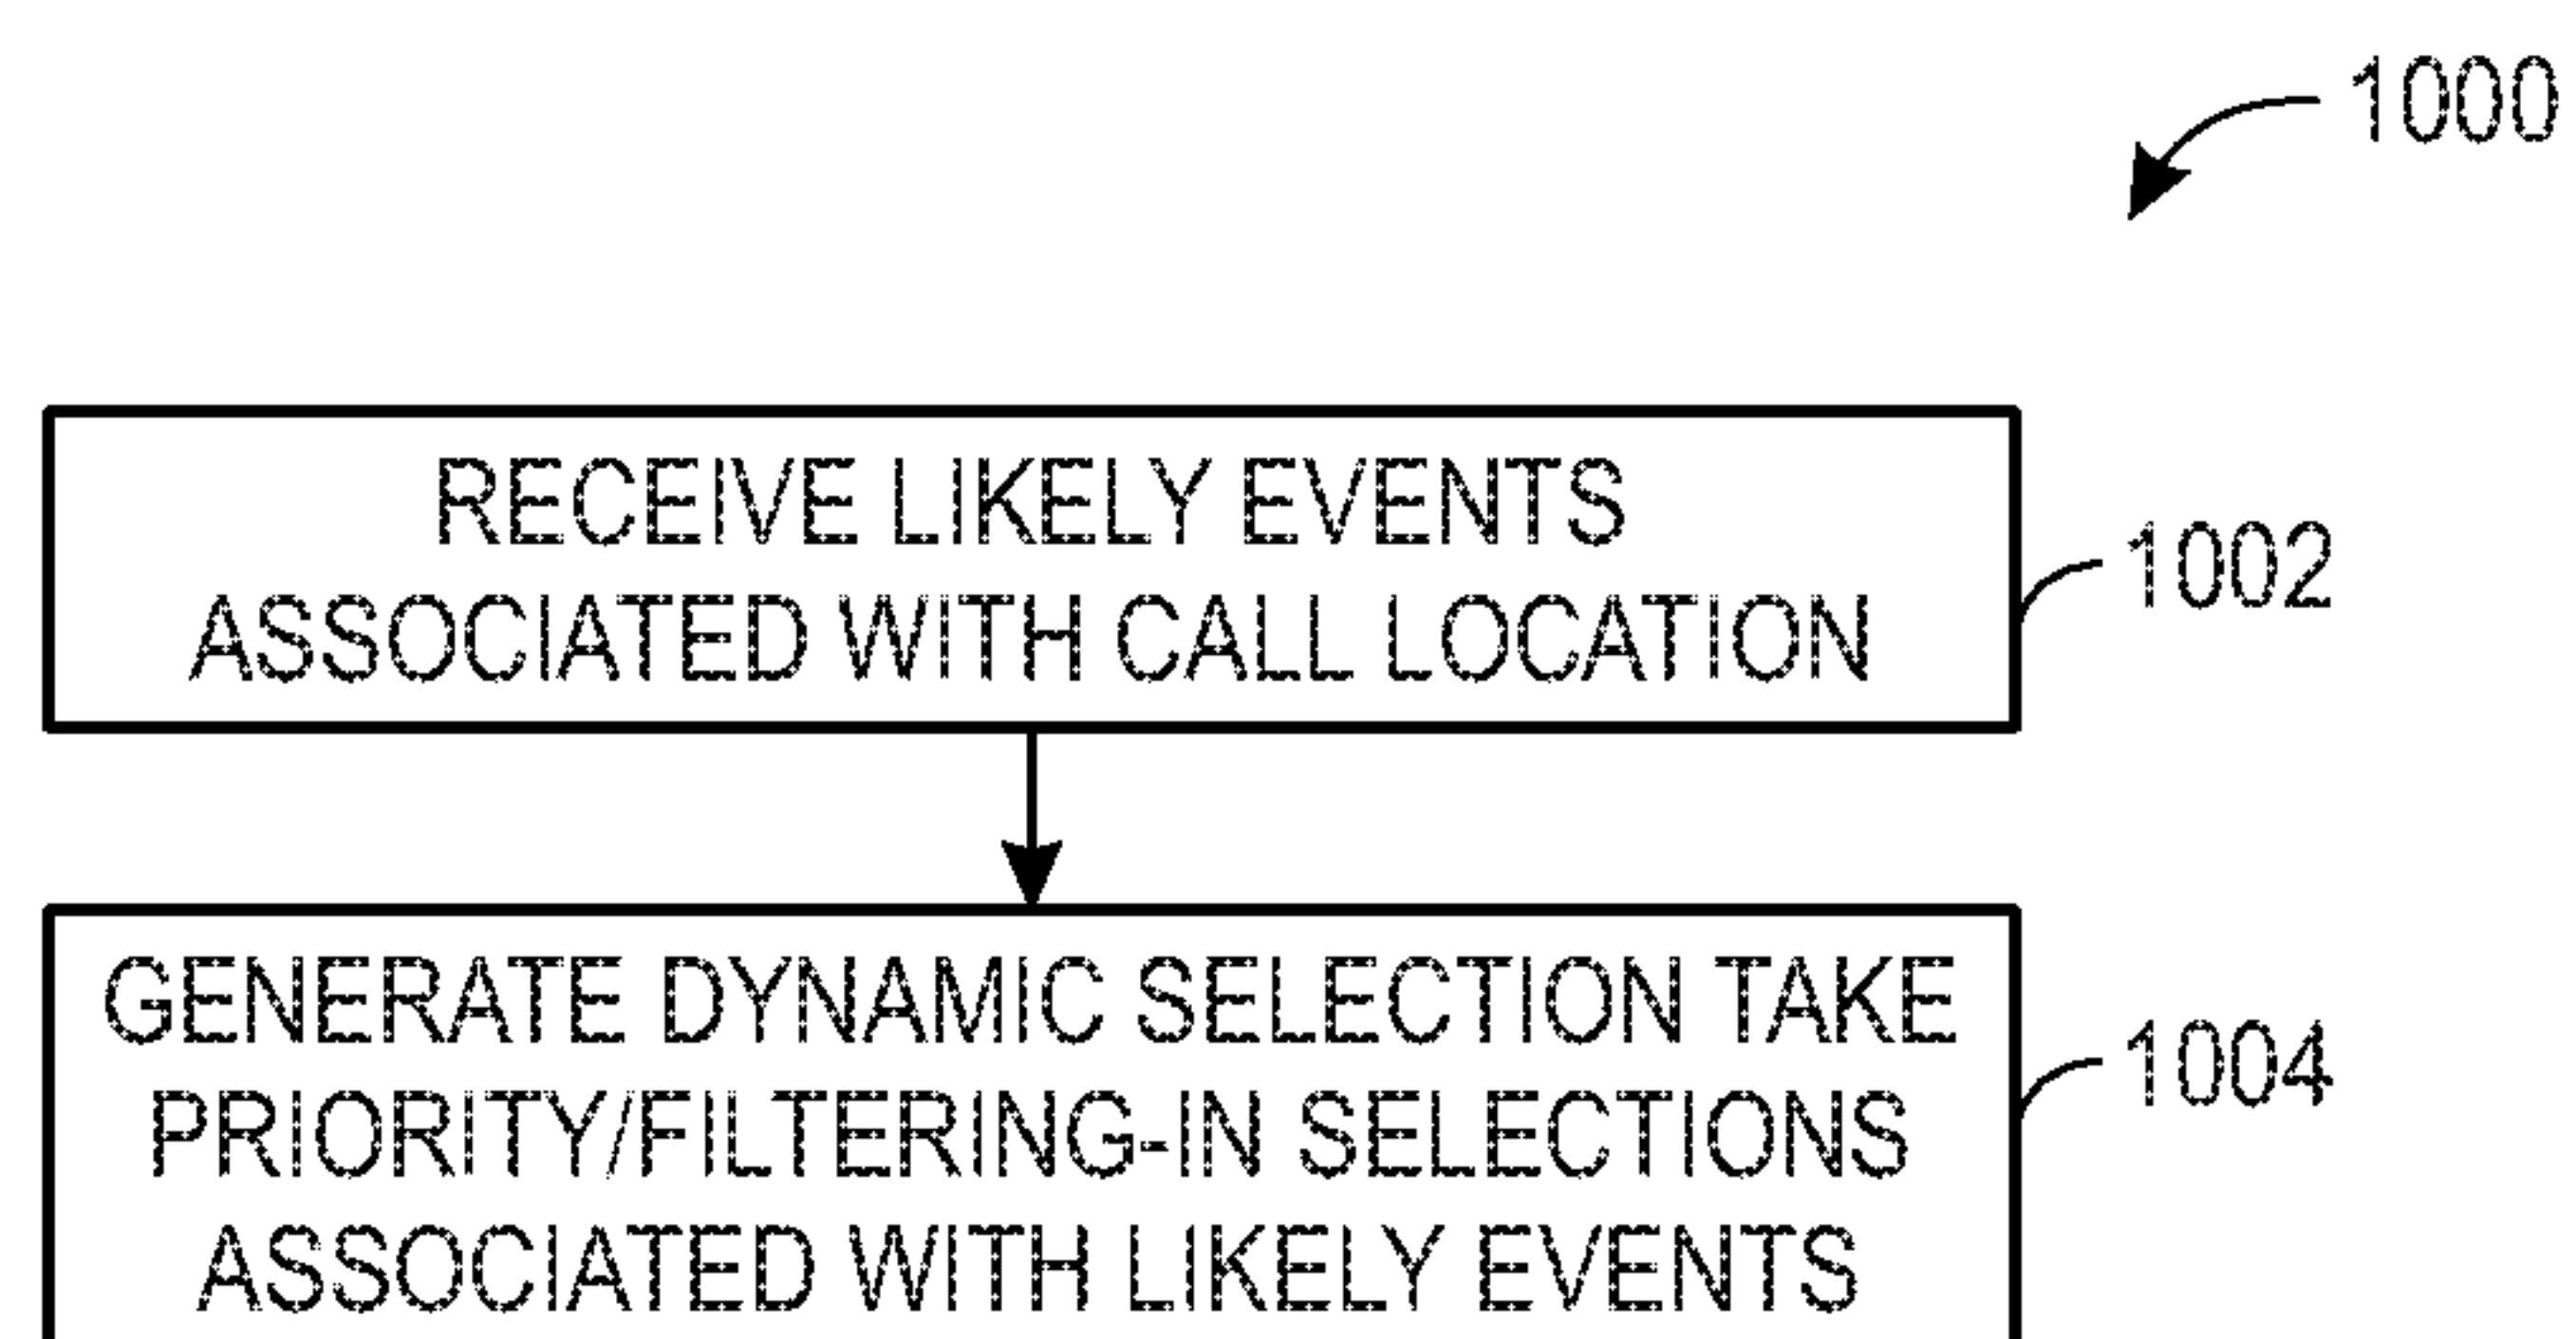 1000
RECEIVE LIKELY EVENTS
ASSOCIATED WITH CALL LOCATION
1002
GENERATE DYNAMIC SELECTION TAKE
PRIORITY/FILTERING-IN SELECTIONS
ASSOCIATED WITH LIKELY EVENTS
1004